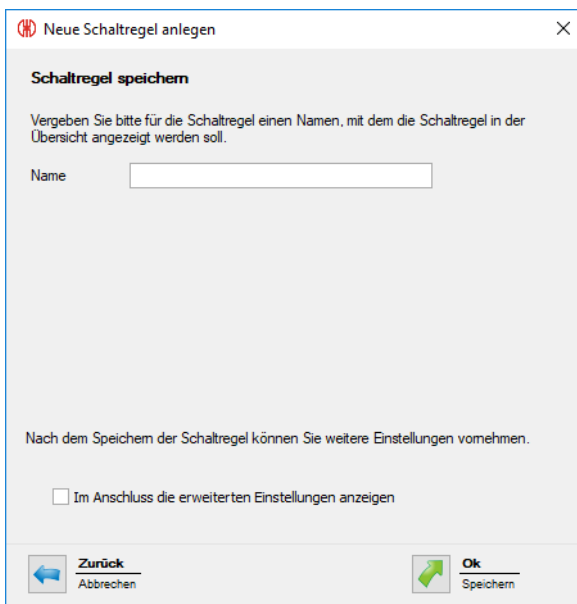 Neue Schaltregel anlegen
Schaltregel speichern
Vergeben Sie bitte für die Schaltregel einen Namen, mit dem die Schaltregel in der
Übersicht angezeigt werden soll.
Name
Nach dem Speichern der Schaltregel können Sie weitere Einstellungen vornehmen.
Im Anschluss die erweiterten Einstellungen anzeigen
Zurück
Abbrechen
Ok
Speichern